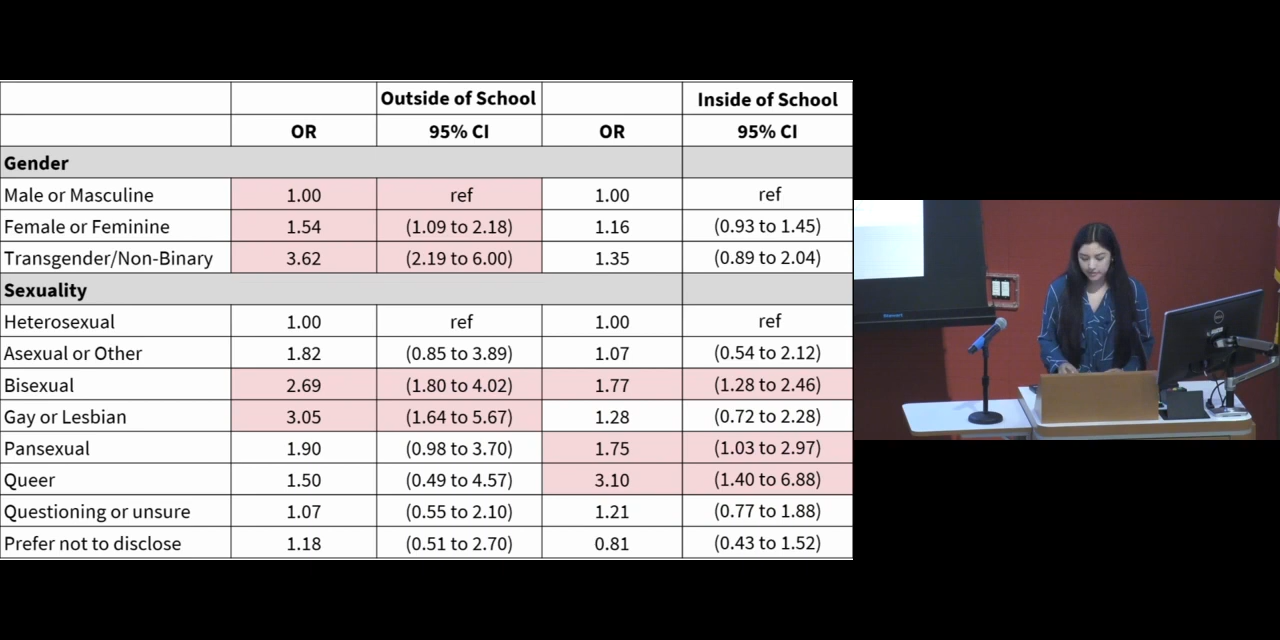 Outside of School Inside of School
OR 95% CI OR 95% CI
Gender
Male or Masculine 1.00 ref 1.00 ref
Female or Feminine 1.54 (1.09 to 2.18) 1.16 (0.93 to 1.45)
Transgender/Non-Binary 3.62 (2.19 to 6.00) 1.35 (0.89 to 2.04)
Sexuality
Heterosexual 1.00 ref 1.00 ref
Asexual or Other 1.82 (0.85 to 3.89) 1.07 (0.54 to 2.12)
Bisexual 2.69 (1.80 to 4.02) 1.77 (1.28 to 2.46)
Gay or Lesbian 3.05 (1.64 to 5.67) 1.28 (0.72 to 2.28)
Pansexual 1.90 (0.98 to 3.70) 1.75 (1.03 to 2.97)
Queer 1.50 (0.49 to 4.57) 3.10 (1.40 to 6.88)
Questioning or unsure 1.07 (0.55 to 2.10) 1.21 (0.77 to 1.88)
Prefer not to disclose 1.18 (0.51 to 2.70) 0.81 (0.43 to 1.52)
Stewart
DELL